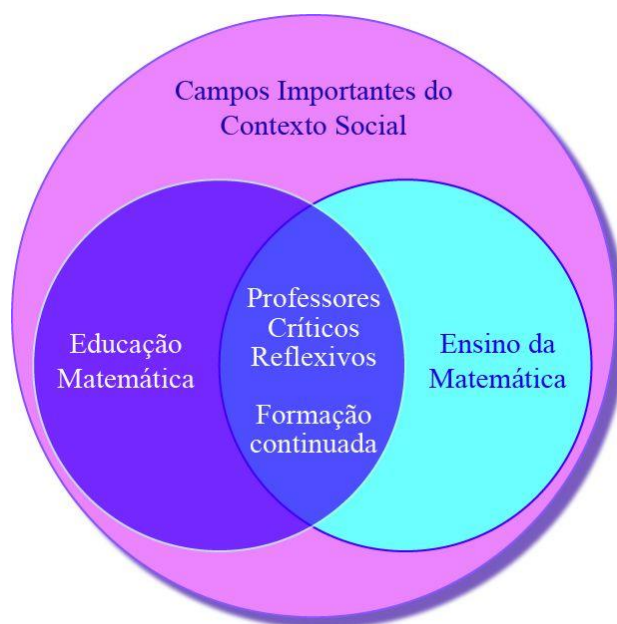 Campos Importantes do
Contexto Social
Educação
Matemática
Professores
Críticos
Reflexivos
Formação
continuada
Ensino da
Matemática